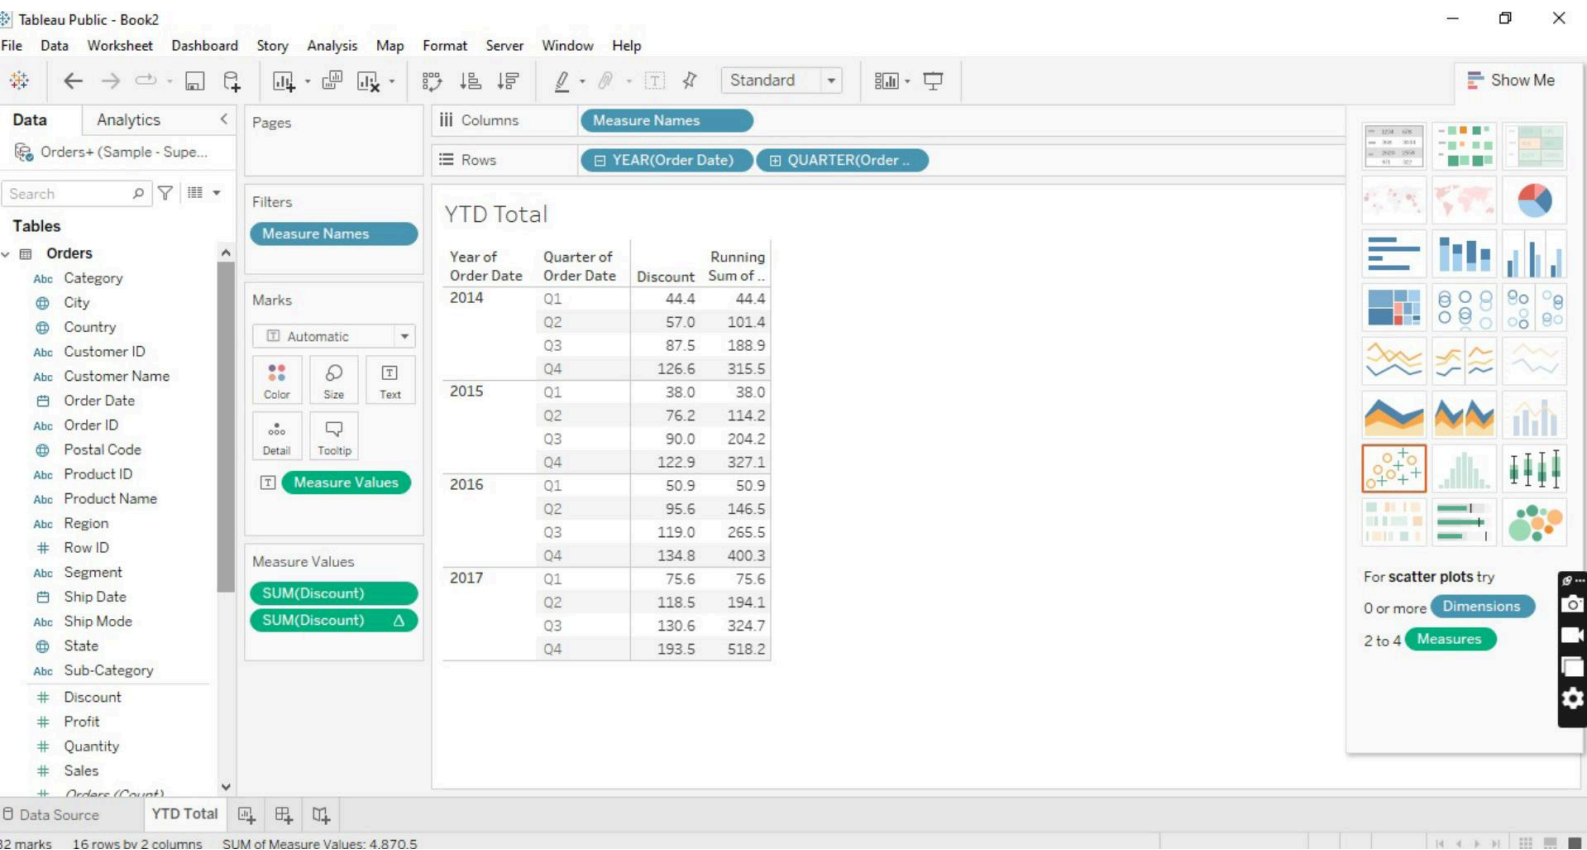 Tableau Public - Book2
File Data Worksheet Dashboard Story Analysis Map Format Server Window Help
Standard
Show Me
Data Analytics
Orders+ (Sample - Supe...
Search
Tables
Orders
Abc Category
City
Country
Abc Customer ID
Abc Customer Name
Order Date
Abc Order ID
Postal Code
Abc Product ID
Abc Product Name
Abc Region
# Row ID
Abc Segment
Ship Date
Abc Ship Mode
State
Abc Sub-Category
# Discount
# Profit
# Quantity
# Sales
# Orders (Count)
Pages
Filters
Measure Names
Marks
Automatic
Color Size Text
Detail Tooltip
Measure Values
Measure Values
SUM(Discount)
SUM(Discount) Δ
Columns Measure Names
Rows YEAR(Order Date) QUARTER(Order ..
YTD Total
Year of Quarter of Running
Order Date Order Date Discount Sum of ..
2014 Q1 44.4 44.4
Q2 57.0 101.4
Q3 87.5 188.9
Q4 126.6 315.5
2015 Q1 38.0 38.0
Q2 76.2 114.2
Q3 90.0 204.2
Q4 122.9 327.1
2016 Q1 50.9 50.9
Q2 95.6 146.5
Q3 119.0 265.5
Q4 134.8 400.3
2017 Q1 75.6 75.6
Q2 118.5 194.1
Q3 130.6 324.7
Q4 193.5 518.2
For scatter plots try
0 or more Dimensions
2 to 4 Measures
Data Source YTD Total
32 marks 16 rows by 2 columns SUM of Measure Values: 4,870.5